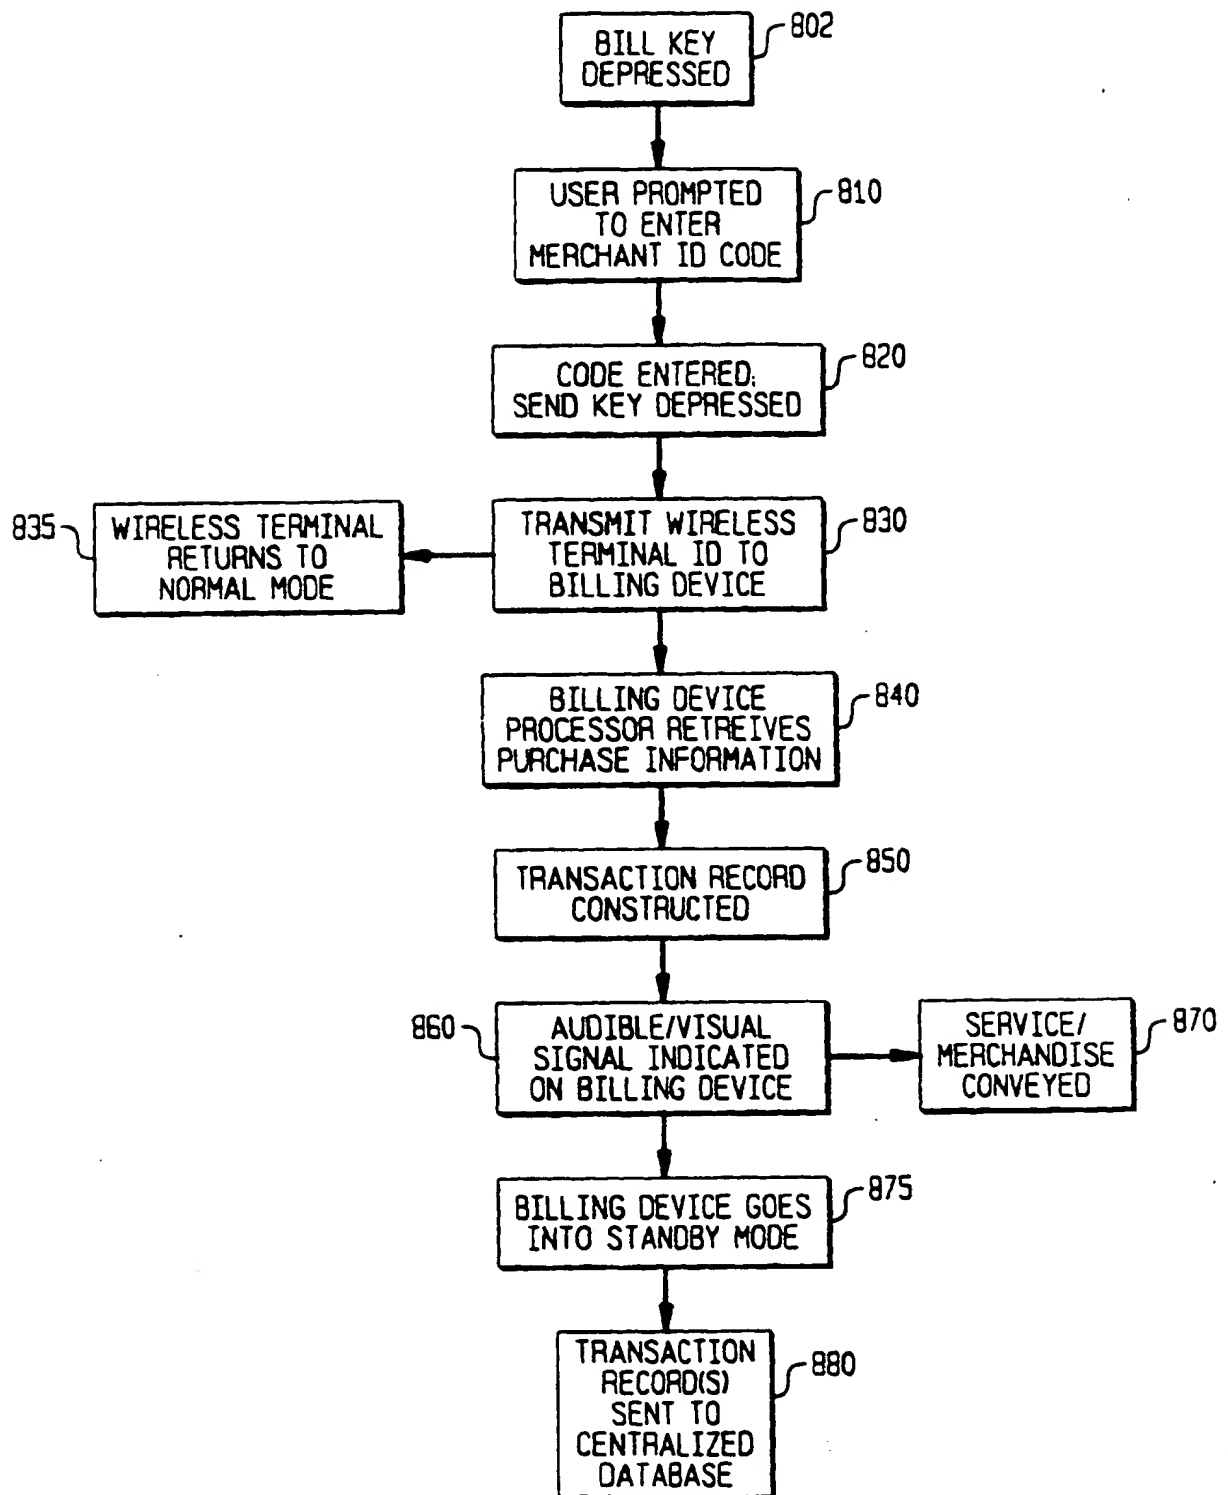 BILL KEY
DEPRESSED
802
USER PROMPTED
TO ENTER
MERCHANT ID CODE
810
CODE ENTERED;
SEND KEY DEPRESSED
820
835
WIRELESS TERMINAL
RETURNS TO
NORMAL MODE
TRANSMIT WIRELESS
TERMINAL ID TO
BILLING DEVICE
830
BILLING DEVICE
PROCESSOR RETREIVES
PURCHASE INFORMATION
840
TRANSACTION RECORD
CONSTRUCTED
850
860
AUDIBLE/VISUAL
SIGNAL INDICATED
ON BILLING DEVICE
SERVICE/
MERCHANDISE
CONVEYED
870
BILLING DEVICE GOES
INTO STANDBY MODE
875
TRANSACTION
RECORD(S)
SENT TO
CENTRALIZED
DATABASE
880